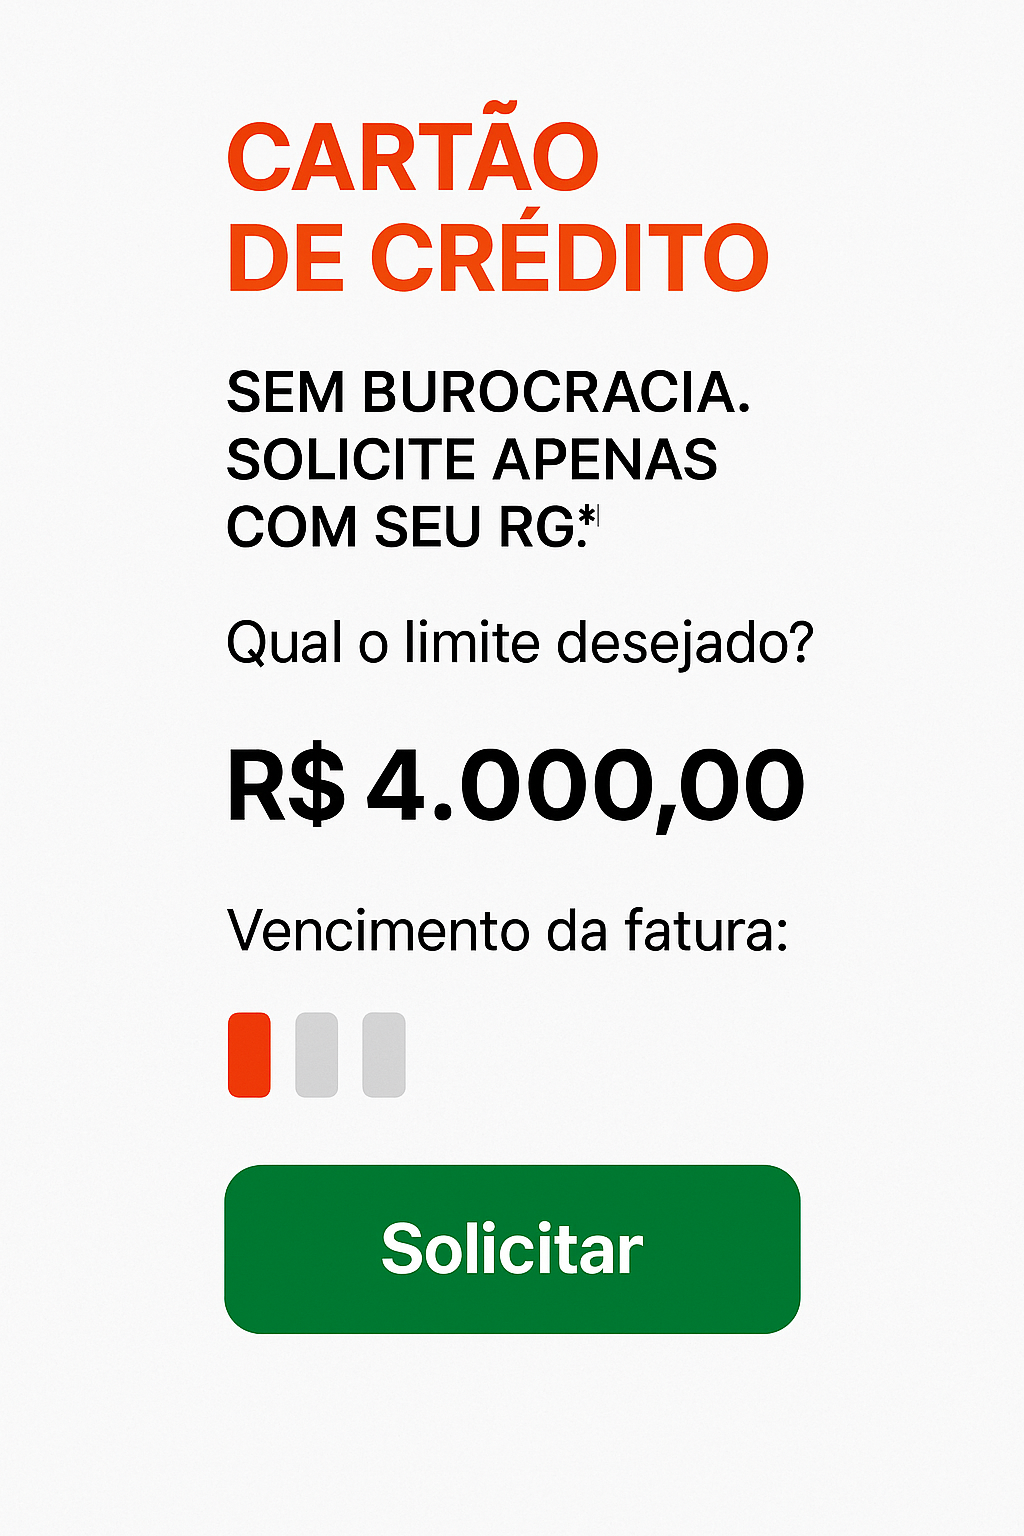 CARTÃO
DE CRÉDITO
SEM BUROCRACIA.
SOLICITE APENAS
COM SEU RG.*
Qual o limite desejado?
R$ 4.000,00
Vencimento da fatura:
Solicitar